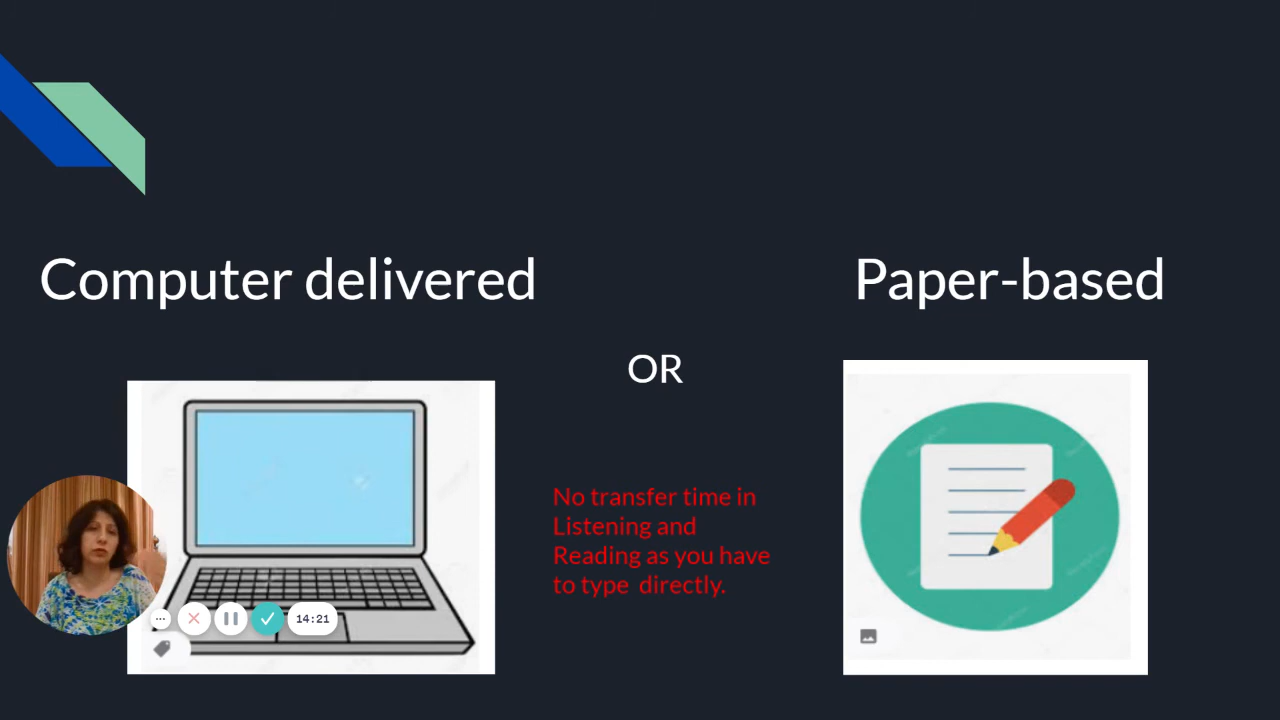 Computer delivered
Paper-based
OR
No transfer time in
Listening and
Reading as you have
to type directly.
14:21